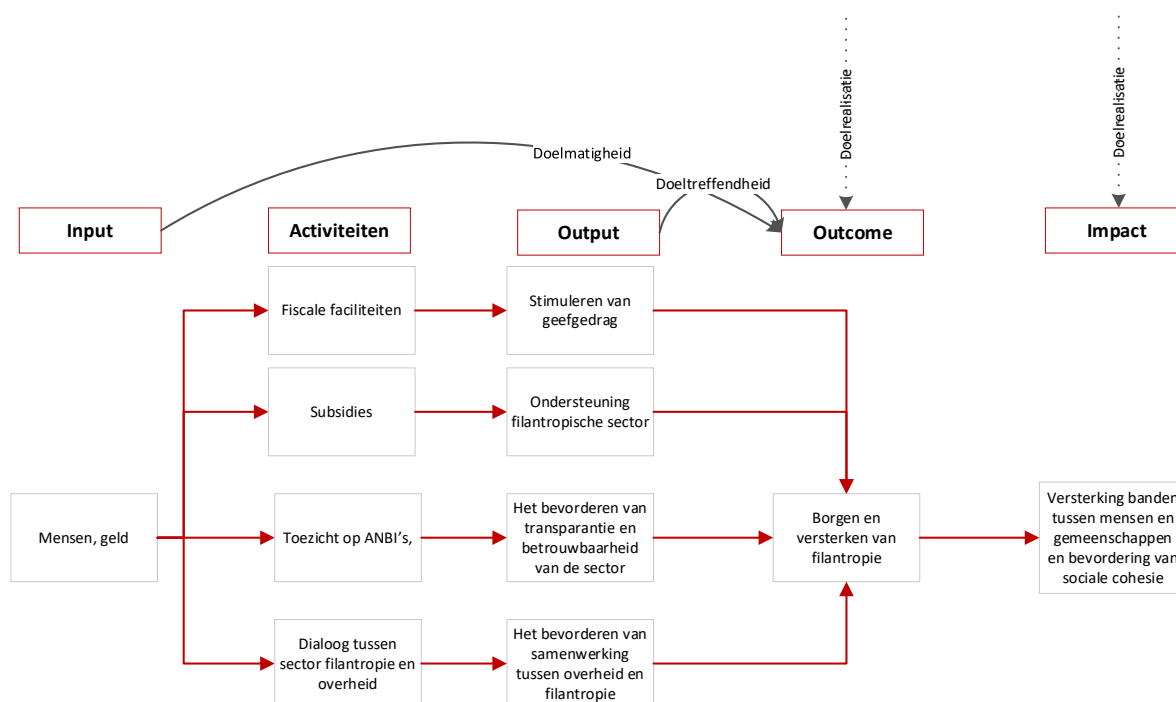 Doelrealisatie
Doelrealisatie
Doelmatigheid
Doeltreffendheid
Input
Activiteiten
Output
Outcome
Impact
Fiscale faciliteiten
Stimuleren van
geefgedrag
Subsidies
Ondersteuning
filantropische sector
Mensen, geld
Toezicht op ANBI's,
Het bevorderen van
transparantie en
betrouwbaarheid
van de sector
Borgen en
versterken van
filantropie
Versterking banden
tussen mensen en
gemeenschappen
en bevordering van
sociale cohesie
Dialoog tussen
sector filantropie en
overheid
Het bevorderen van
samenwerking
tussen overheid en
filantropie